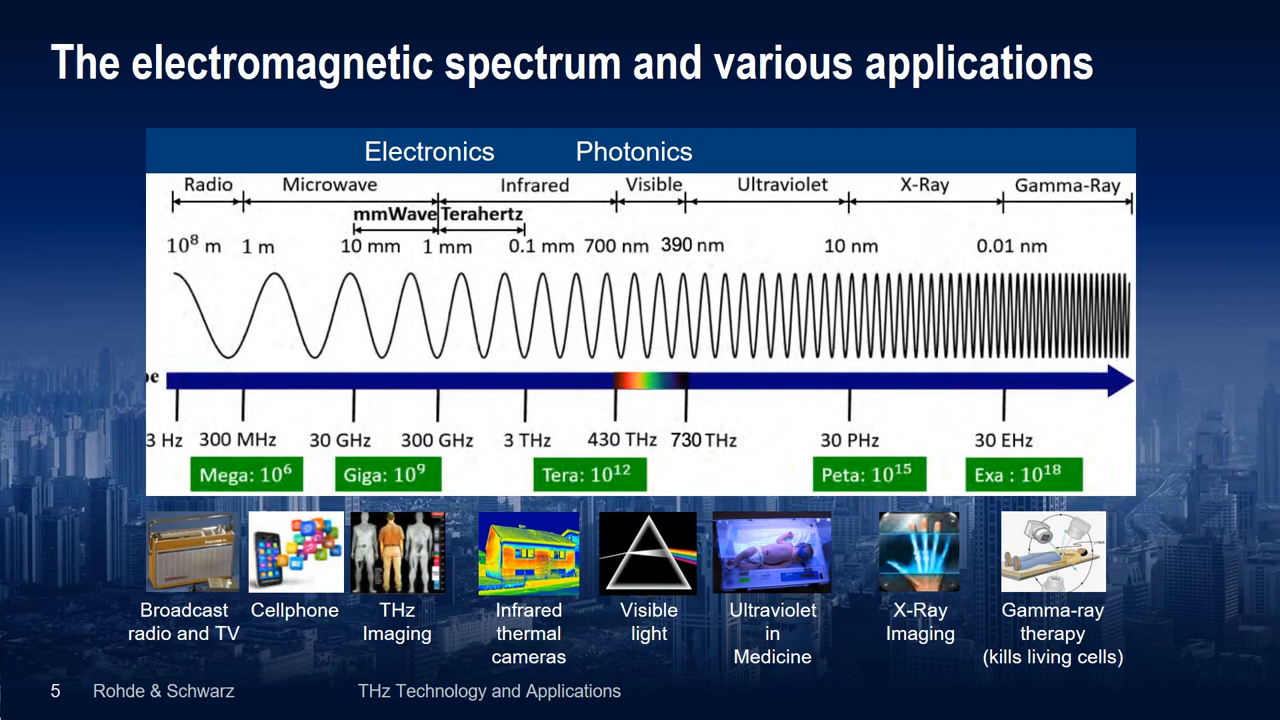 The electromagnetic spectrum and various applications
Electronics Photonics
Radio Microwave Infrared Visible Ultraviolet X-Ray Gamma-Ray
mmWave Terahertz
10⁸ m 1 m 10 mm 1 mm 0.1 mm 700 nm 390 nm 10 nm 0.01 nm
3 Hz 300 MHz 30 GHz 300 GHz 3 THz 430 THz 730 THz 30 PHz 30 EHz
Mega: 10⁶ Giga: 10⁹ Tera: 10¹² Peta: 10¹⁵ Exa : 10¹⁸
Broadcast
radio and TV
Cellphone
THz
Imaging
Infrared
thermal
cameras
Visible
light
Ultraviolet
in
Medicine
X-Ray
Imaging
Gamma-ray
therapy
(kills living cells)
5 Rohde & Schwarz THz Technology and Applications